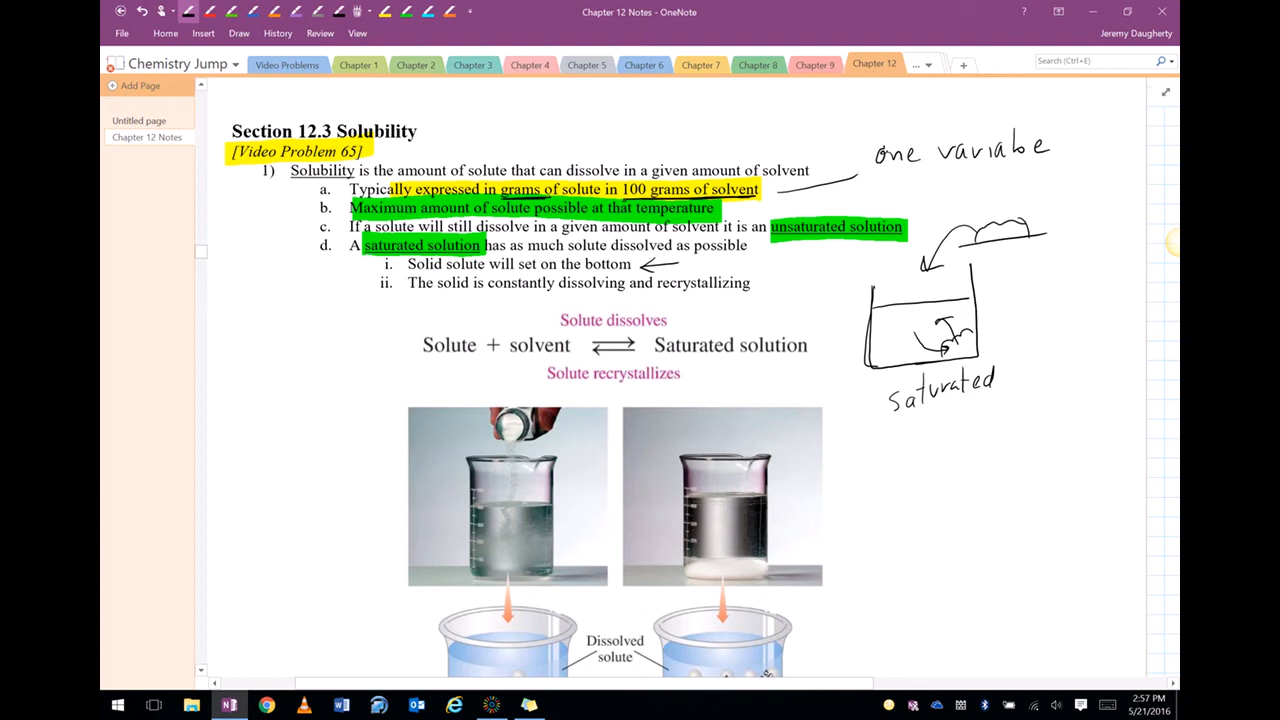 Chapter 12 Notes - OneNote
?
File Home Insert Draw History Review View
Jeremy Daugherty
Chemistry Jump
Video Problems Chapter 1 Chapter 2 Chapter 3 Chapter 4 Chapter 5 Chapter 6 Chapter 7 Chapter 8 Chapter 9 Chapter 12 ... +
Search (Ctrl+E)
Add Page
Untitled page
Chapter 12 Notes
Section 12.3 Solubility
[Video Problem 65]
one variabe
1) Solubility is the amount of solute that can dissolve in a given amount of solvent
a. Typically expressed in grams of solute in 100 grams of solvent
b. Maximum amount of solute possible at that temperature
c. If a solute will still dissolve in a given amount of solvent it is an unsaturated solution
d. A saturated solution has as much solute dissolved as possible
i. Solid solute will set on the bottom
ii. The solid is constantly dissolving and recrystallizing
Solute dissolves
Solute + solvent ⇌ Saturated solution
Solute recrystallizes
saturated
Dissolved
solute
2:57 PM
5/21/2016